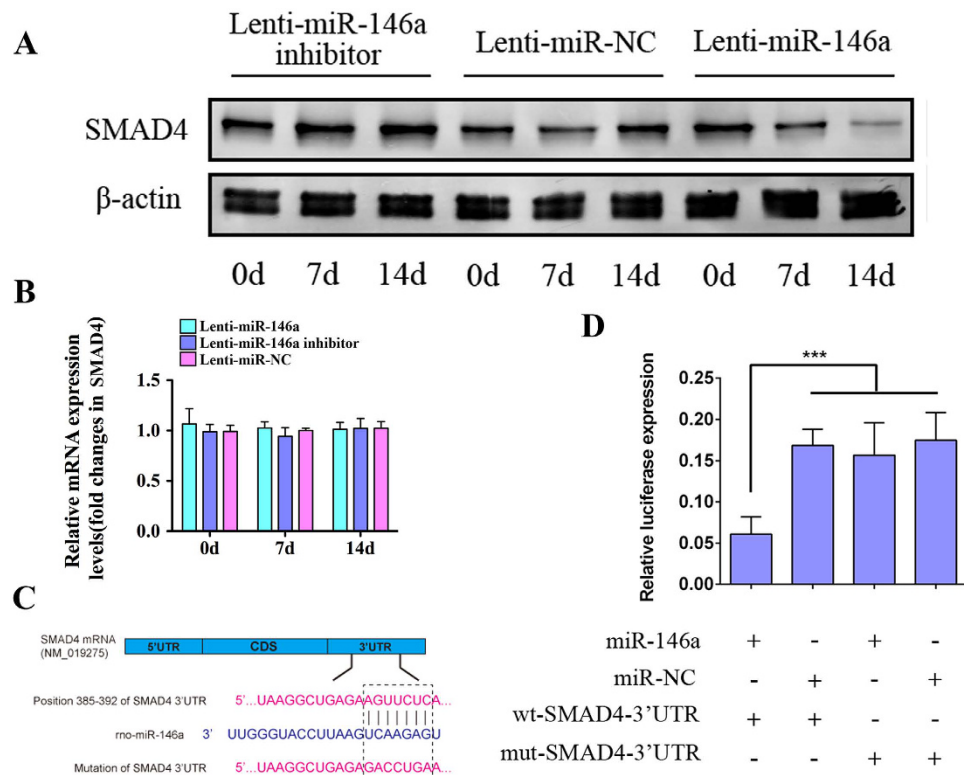 A
Lenti-miR-146a inhibitor
Lenti-miR-NC
Lenti-miR-146a
SMAD4
β-actin
0d 7d 14d 0d 7d 14d 0d 7d 14d
B
Lenti-miR-146a
Lenti-miR-146a inhibitor
Lenti-miR-NC
Relative mRNA expression
levels(fold changes in SMAD4)
1.5
1.0
0.5
0.0
0d 7d 14d
C
SMAD4 mRNA
(NM_019275)
5'UTR CDS 3'UTR
Position 385-392 of SMAD4 3'UTR 5'...UAAGGCUGAGAAGUUCUCA...
rno-miR-146a 3' UUGGGUACCUUAAGUCAAGAGU
Mutation of SMAD4 3'UTR 5'...UAAGGCUGAGAGACCUGAA...
D
***
Relative luciferase expression
0.25
0.20
0.15
0.10
0.05
0.00
miR-146a + - + -
miR-NC - + - +
wt-SMAD4-3’UTR + + - -
mut-SMAD4-3’UTR - - + +